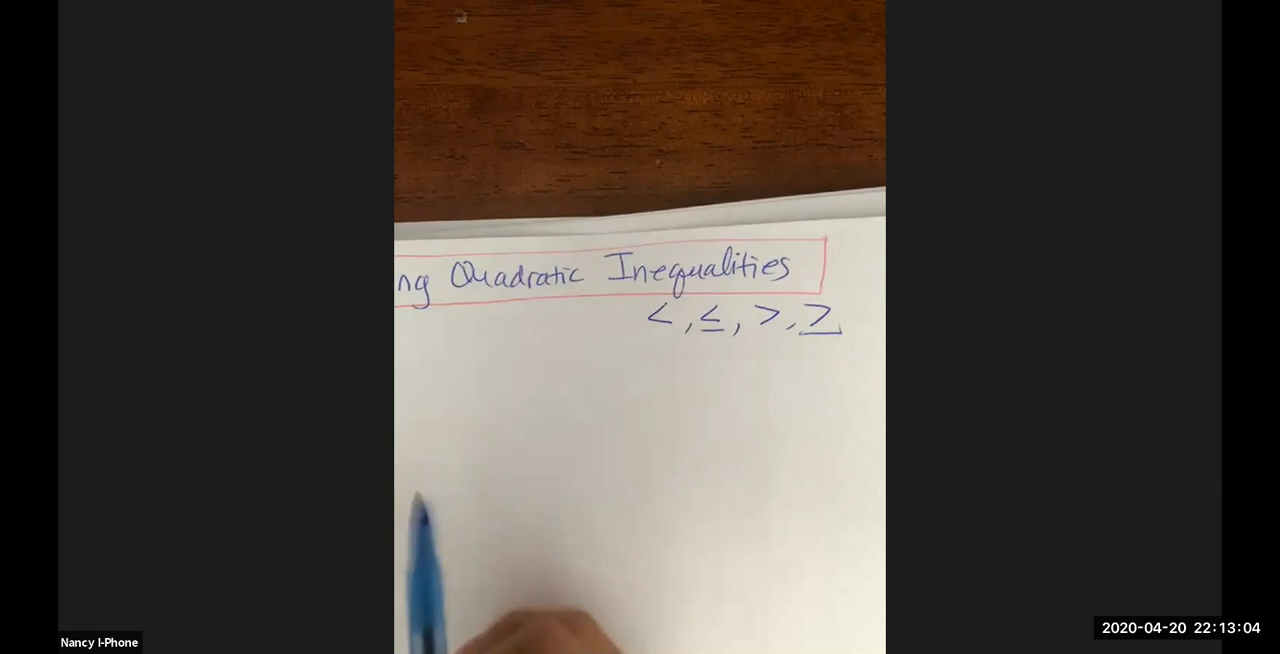 ng Quadratic Inequalities
<, ≤, >, ≥
Nancy I-Phone
2020-04-20 22:13:04